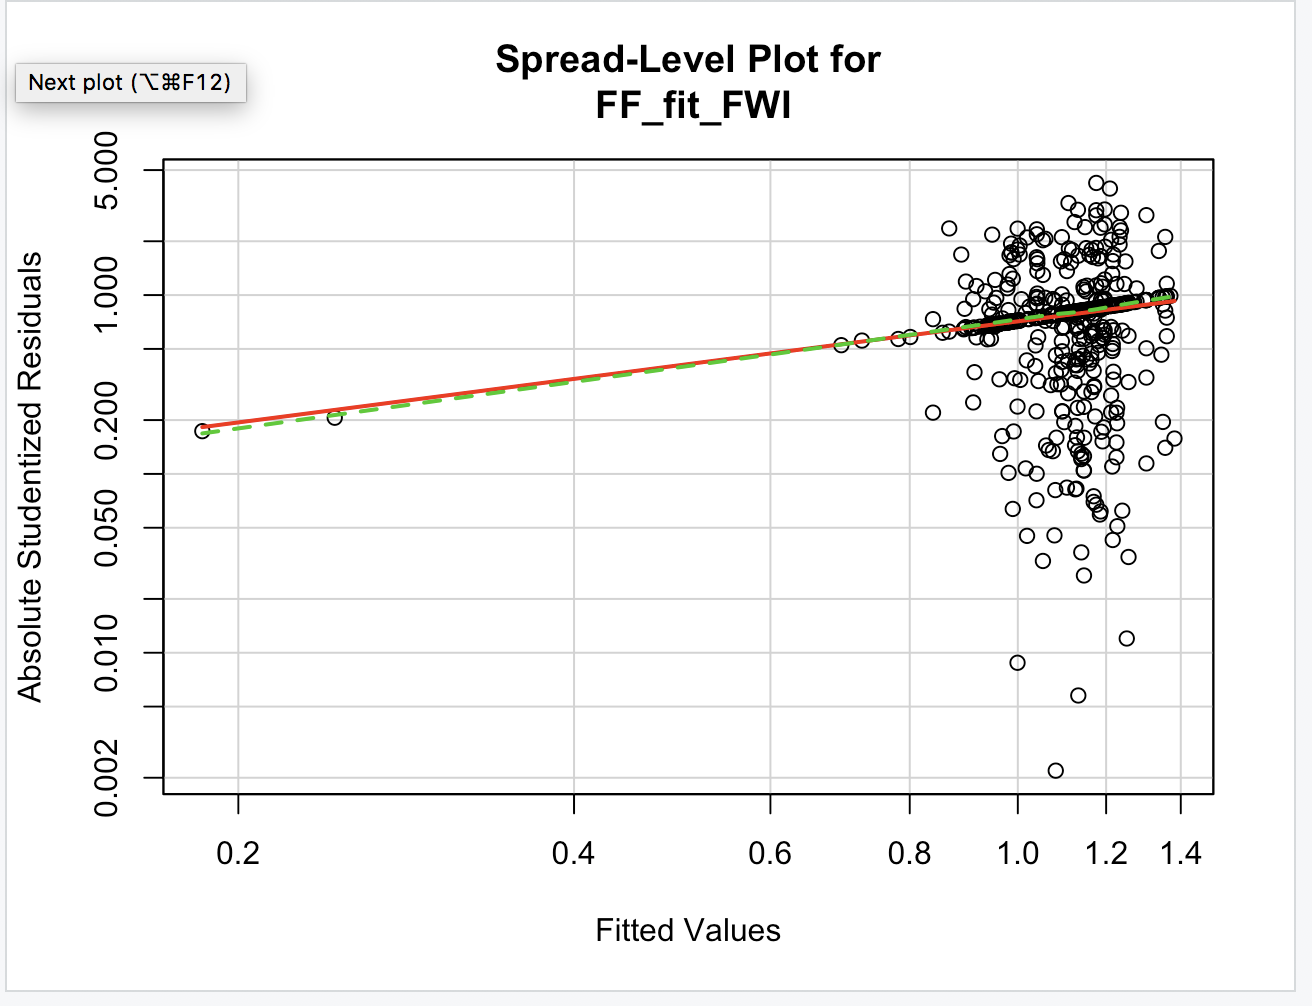 Spread-Level Plot for
FF_fit_FWI
Next plot (⌥⌘F12)
Absolute Studentized Residuals
5.000
1.000
0.200
0.050
0.010
0.002
0.2 0.4 0.6 0.8 1.0 1.2 1.4
Fitted Values